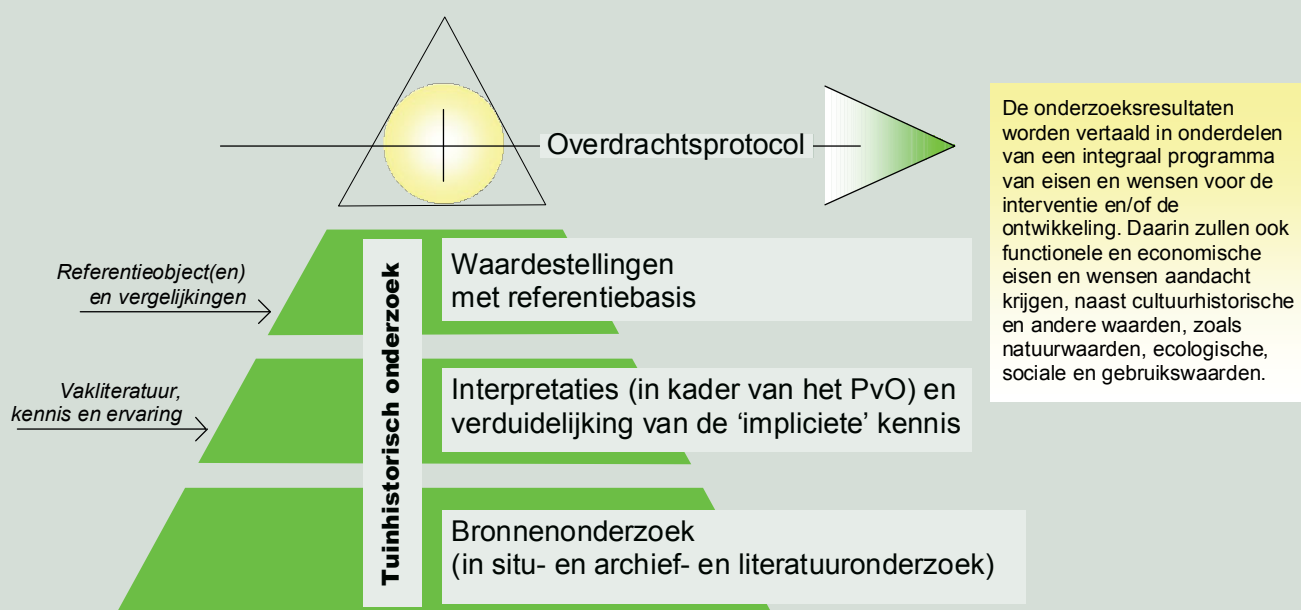 Overdrachtsprotocol
De onderzoeksresultaten
worden vertaald in onderdelen
van een integraal programma
van eisen en wensen voor de
interventie en/of de
ontwikkeling. Daarin zullen ook
functionele en economische
eisen en wensen aandacht
krijgen, naast cultuurhistorische
en andere waarden, zoals
natuurwaarden, ecologische,
sociale en gebruikswaarden.
Referentieobject(en)
en vergelijkingen
Waardestellingen
met referentiebasis
Tuinhistorisch onderzoek
Vakliteratuur,
kennis en ervaring
Interpretaties (in kader van het PvO) en
verduidelijking van de ‘impliciete’ kennis
Bronnenonderzoek
(in situ- en archief- en literatuuronderzoek)